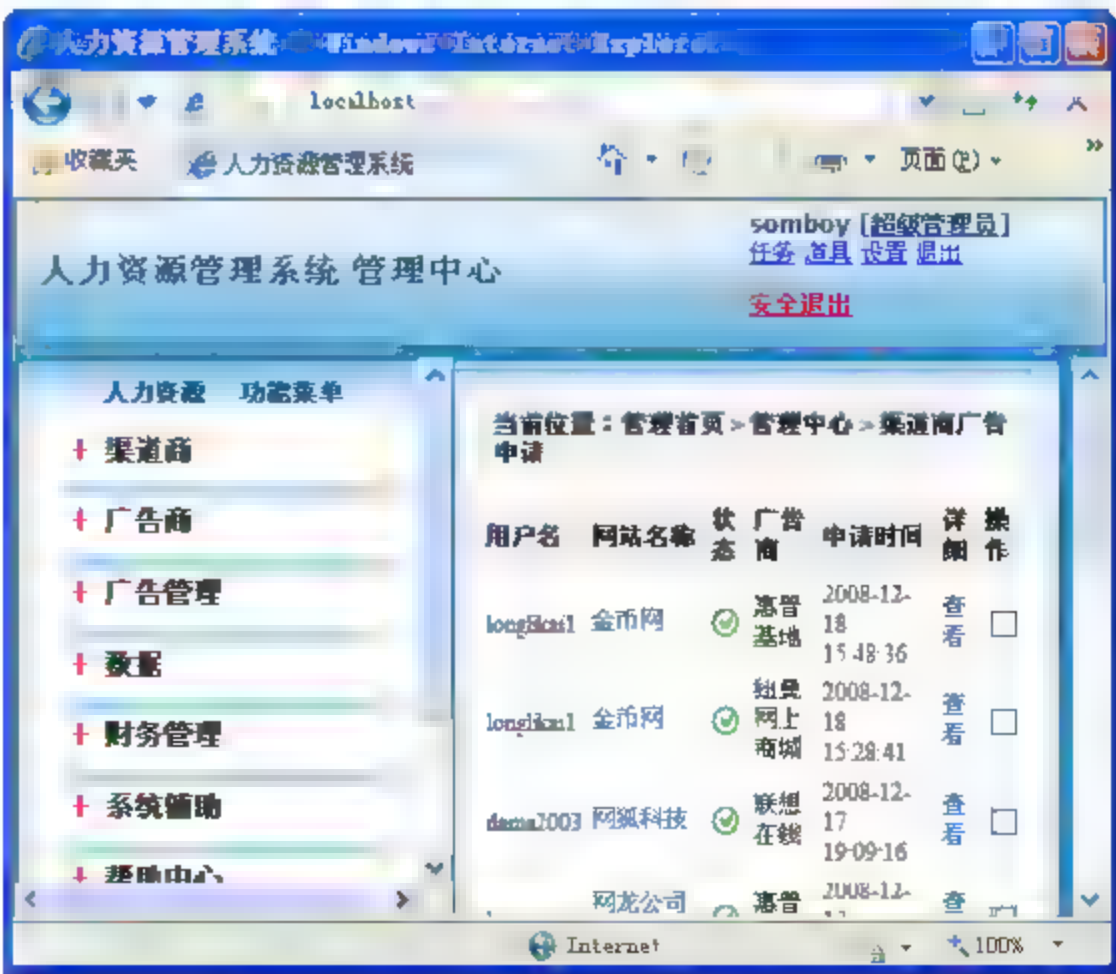 人力资源管理系统 - Windows Internet Explorer
localhost
收藏夹 人力资源管理系统 页面(P)
somboy [超级管理员]
任务 道具 设置 退出
人力资源管理系统 管理中心
安全退出
人力资源 功能菜单
+ 渠道商
+ 广告商
+ 广告管理
+ 数据
+ 财务管理
+ 系统辅助
+ 帮助中心
当前位置：管理首页>管理中心>渠道商广告
申请
用户名 网站名称 状态 广告商 申请时间 详细 操作
金币网 惠普基地 2008-12-18 15:48:36 查看
金币网 网上商城 2008-12-18 15:28:41 查看
网狐科技 联想在线 2008-12-17 19:09:16 查看
网龙公司 惠普 2008-12- 查
Internet 100%